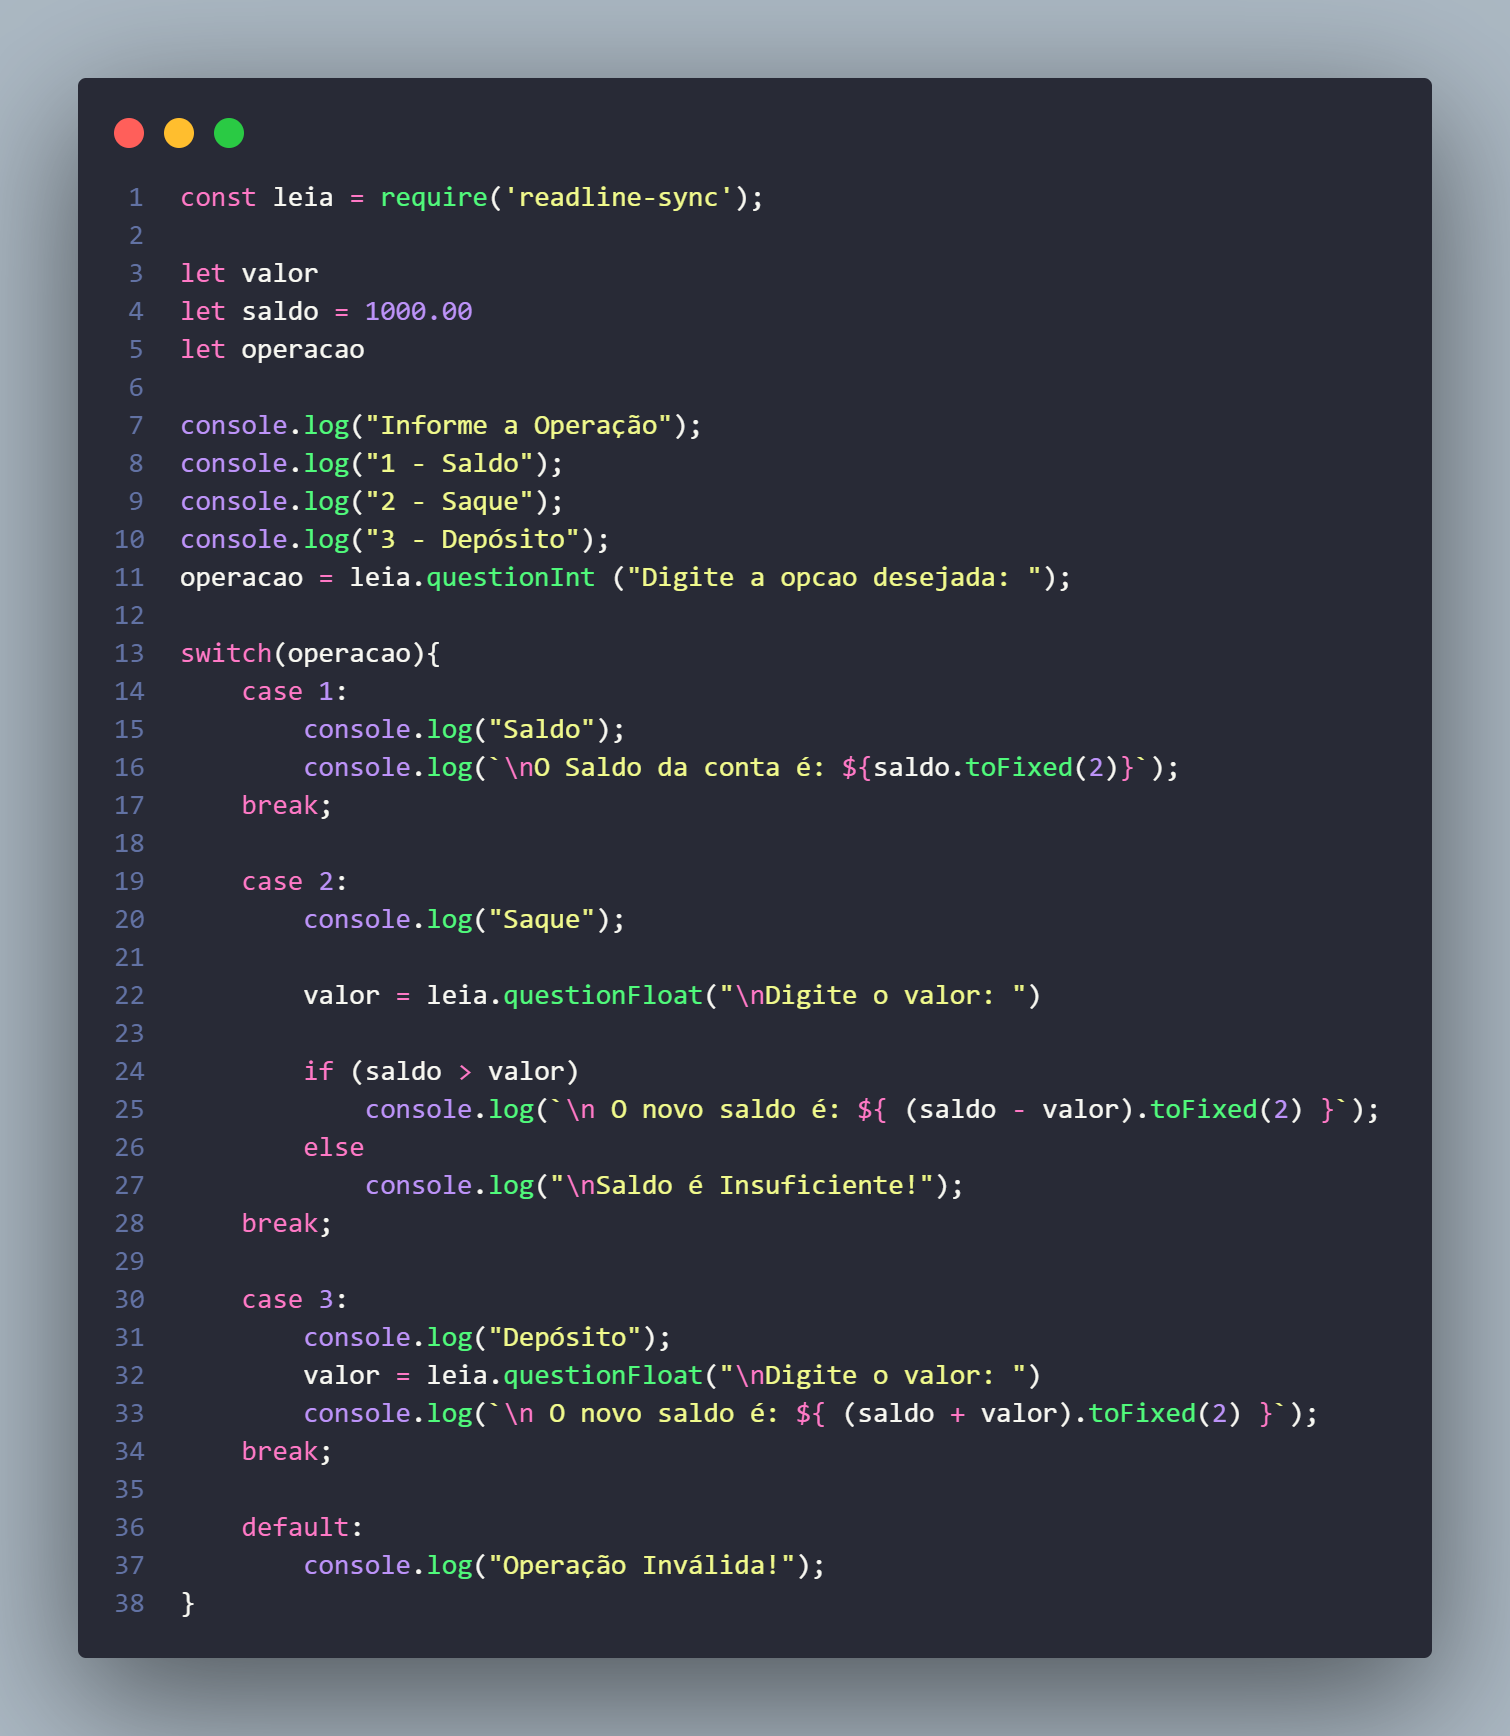 1 const leia = require('readline-sync');
2
3 let valor
4 let saldo = 1000.00
5 let operacao
6
7 console.log("Informe a Operação");
8 console.log("1 - Saldo");
9 console.log("2 - Saque");
10 console.log("3 - Depósito");
11 operacao = leia.questionInt ("Digite a opcao desejada: ");
12
13 switch(operacao){
14     case 1:
15         console.log("Saldo");
16         console.log(`\nO Saldo da conta é: ${saldo.toFixed(2)}`);
17     break;
18
19     case 2:
20         console.log("Saque");
21
22         valor = leia.questionFloat("\nDigite o valor: ")
23
24         if (saldo > valor)
25             console.log(`\n O novo saldo é: ${ (saldo - valor).toFixed(2) }`);
26         else
27             console.log("\nSaldo é Insuficiente!");
28     break;
29
30     case 3:
31         console.log("Depósito");
32         valor = leia.questionFloat("\nDigite o valor: ")
33         console.log(`\n O novo saldo é: ${ (saldo + valor).toFixed(2) }`);
34     break;
35
36     default:
37         console.log("Operação Inválida!");
38 }